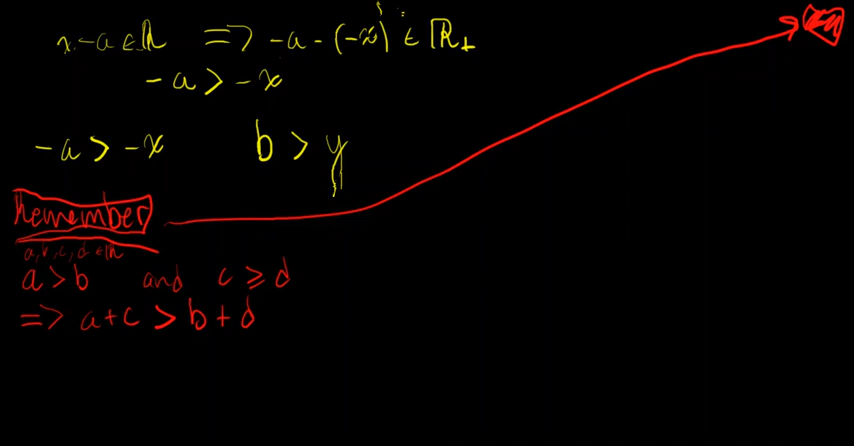 x - a ∈ ℝ => -a - (-x) ∈ ℝ+
-a > -x
-a > -x b > y
Remember
a, b, c, d ∈ ℝ
a > b and c ≥ d
=> a + c > b + d